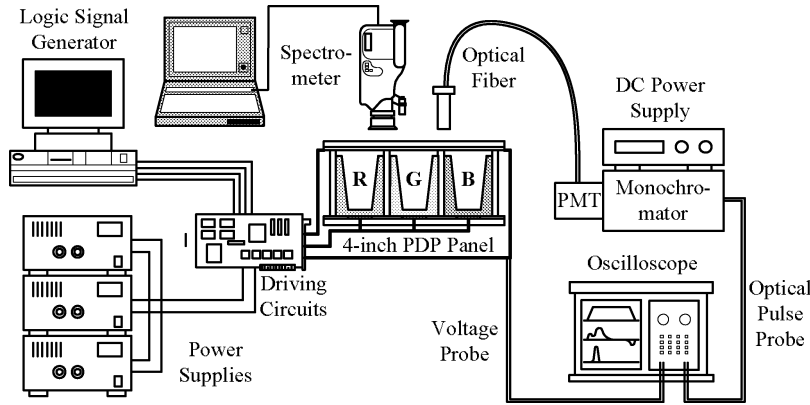 Logic Signal
Generator
Spectro-
meter
Optical
Fiber
DC Power
Supply
R
G
B
PMT
Monochro-
mator
4-inch PDP Panel
Driving
Circuits
Oscilloscope
Voltage
Probe
Optical
Pulse
Probe
Power
Supplies